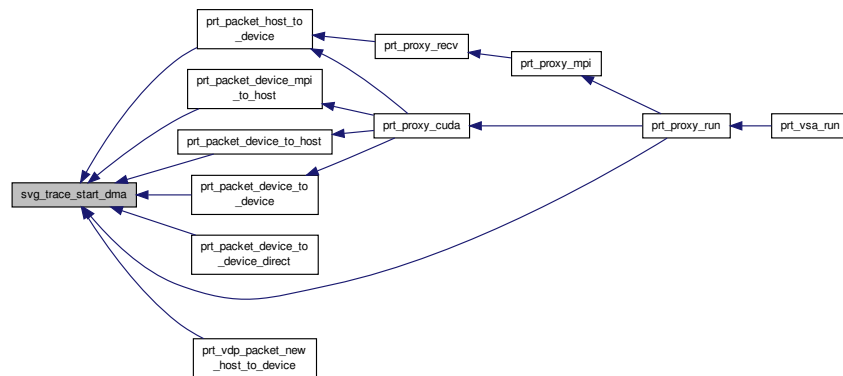 prt_packet_host_to
_device
prt_proxy_recv
prt_proxy_mpi
prt_packet_device_mpi
_to_host
prt_proxy_cuda
prt_proxy_run
prt_vsa_run
prt_packet_device_to_host
svg_trace_start_dma
prt_packet_device_to
_device
prt_packet_device_to
_device_direct
prt_vdp_packet_new
_host_to_device